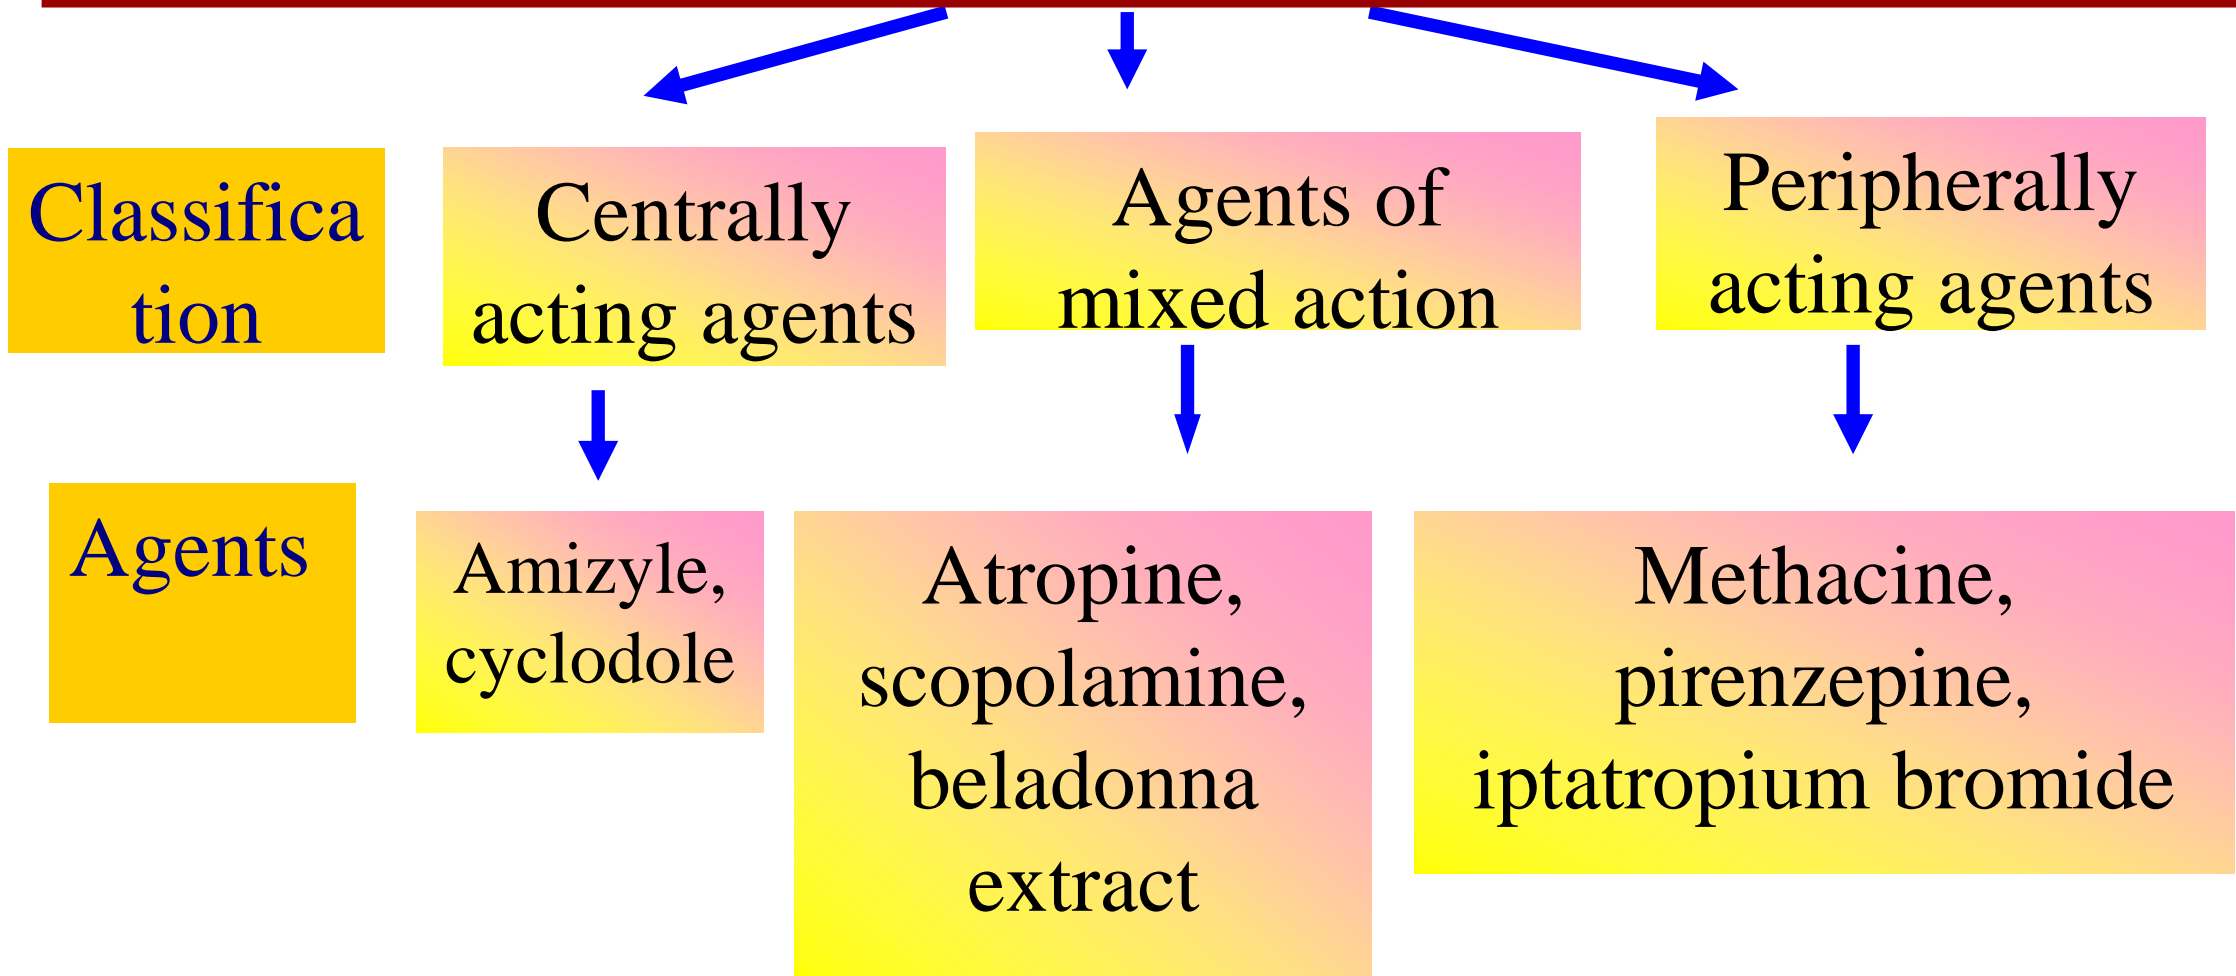 Classifica
tion
Centrally
acting agents
Agents of
mixed action
Peripherally
acting agents
Agents
Amizyle,
cyclodole
Atropine,
scopolamine,
beladonna
extract
Methacine,
pirenzepine,
iptatropium bromide